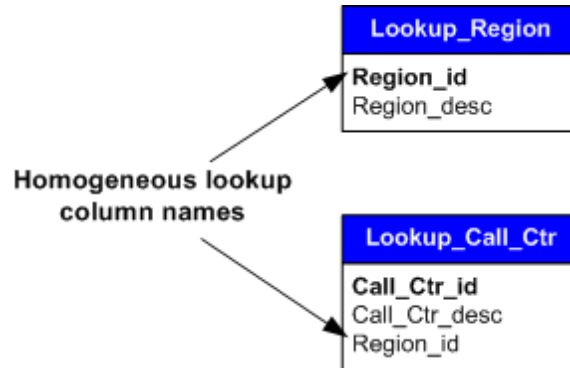 Lookup_Region
Region_id
Region_desc
Homogeneous lookup
column names
Lookup_Call_Ctr
Call_Ctr_id
Call_Ctr_desc
Region_id